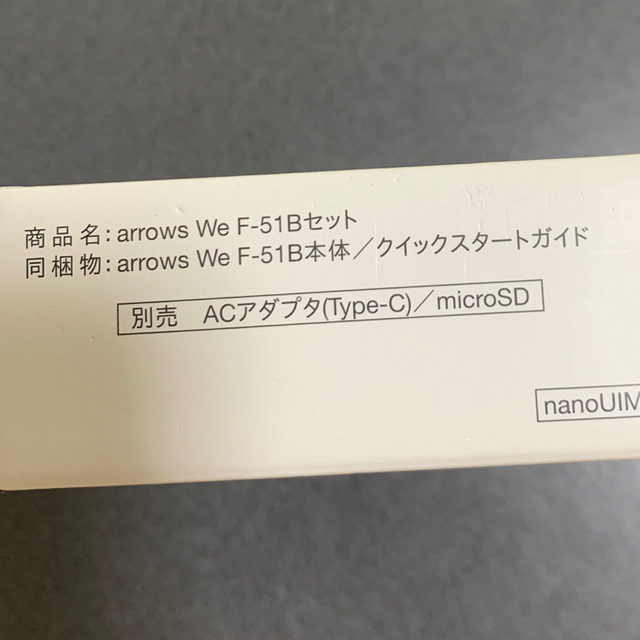 商品名：arrows We F-51Bセット
同梱物：arrows We F-51B本体／クイックスタートガイド
別売　ACアダプタ(Type-C)／microSD
nanoUIM